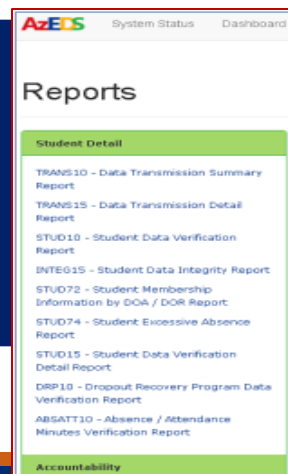 AzEDS System Status Dashboard
Reports
Student Detail
TRANS10 - Data Transmission Summary
Report
TRANS15 - Data Transmission Detail
Report
STUD10 - Student Data Verification
Report
INTEG15 - Student Data Integrity Report
STUD72 - Student Membership
Information by DOA / DOR Report
STUD74 - Student Excessive Absence
Report
STUD15 - Student Data Verification
Detail Report
DRP10 - Dropout Recovery Program Data
Verification Report
ABSATT10 - Absence / Attendance
Minutes Verification Report
Accountability